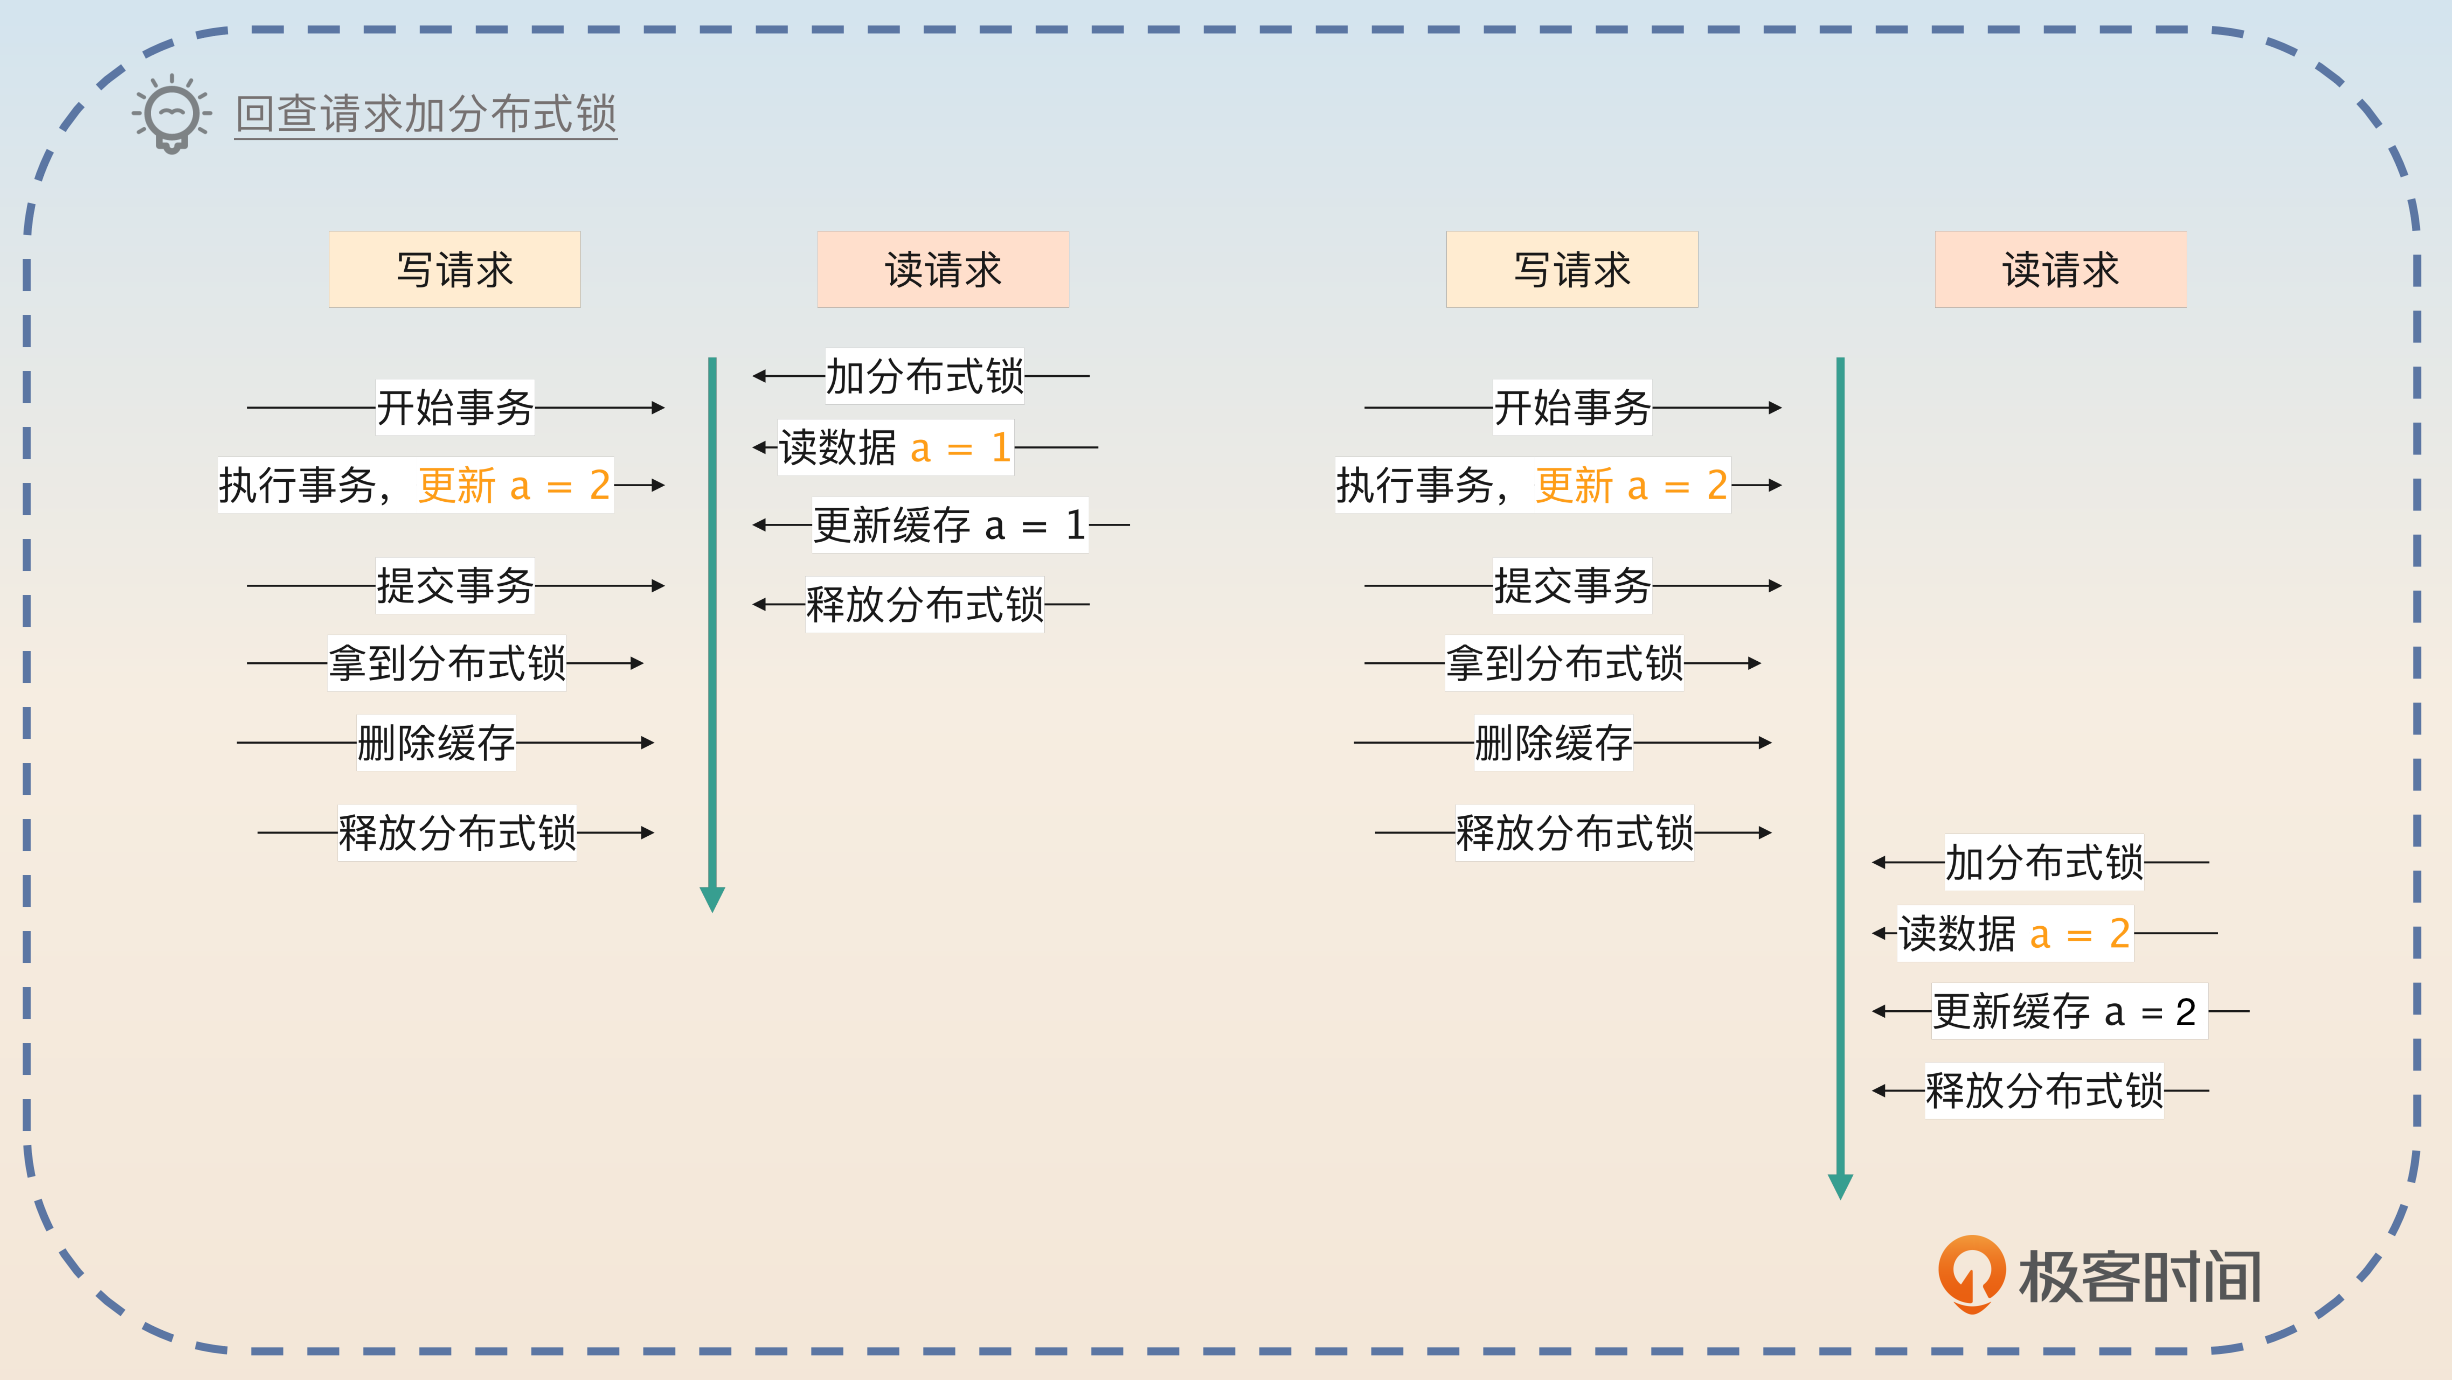 回查请求加分布式锁
写请求
读请求
加分布式锁
开始事务
读数据 a = 1
执行事务，更新 a = 2
更新缓存 a = 1
提交事务
释放分布式锁
拿到分布式锁
删除缓存
释放分布式锁
写请求
读请求
开始事务
执行事务，更新 a = 2
提交事务
拿到分布式锁
删除缓存
释放分布式锁
加分布式锁
读数据 a = 2
更新缓存 a = 2
释放分布式锁
极客时间